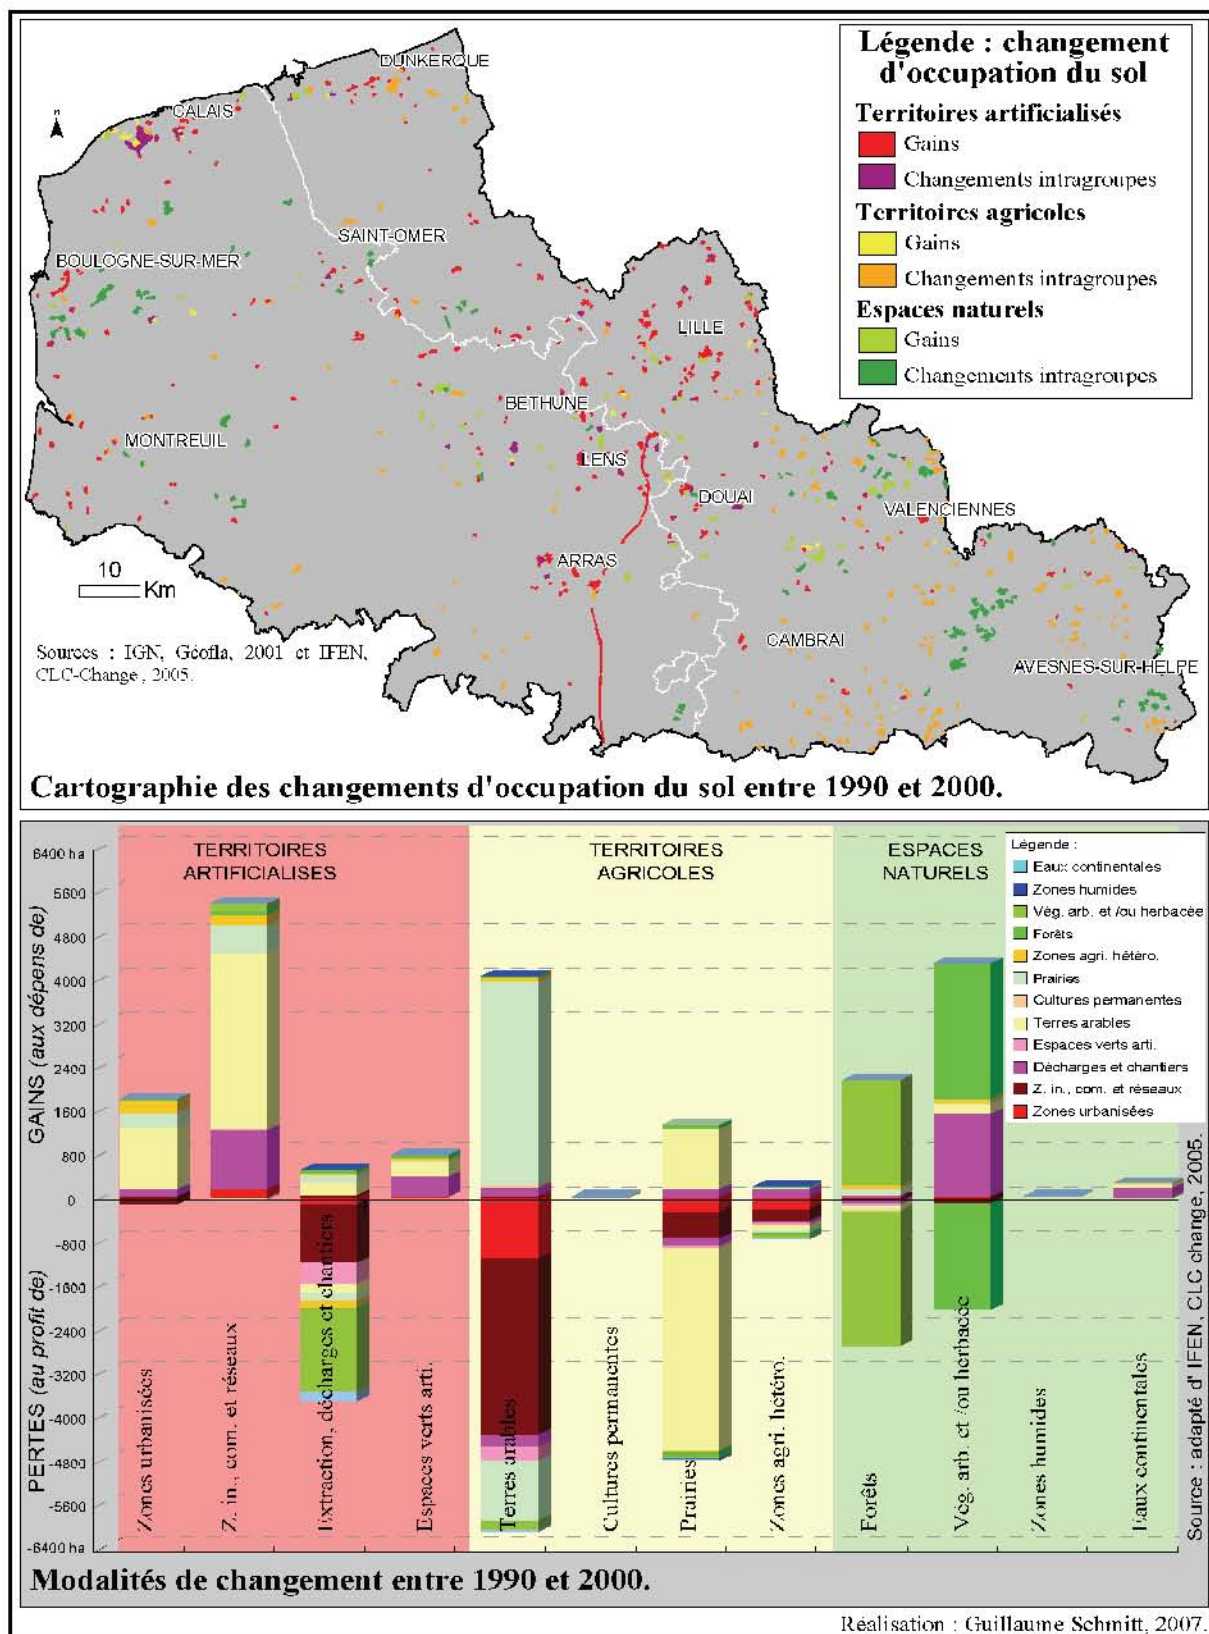 Légende : changement
d'occupation du sol
Territoires artificialisés
Gains
Changements intragroupes
Territoires agricoles
Gains
Changements intragroupes
Espaces naturels
Gains
Changements intragroupes
DUNKERQUE
CALAIS
N
SAINT-OMER
BOULOGNE-SUR-MER
LILLE
BETHUNE
MONTREUIL
LENS
DOUAI
VALENCIENNES
ARRAS
10
Km
CAMBRAI
AVESNES-SUR-HELPE
Sources : IGN, Géofla, 2001 et IFEN,
CLC-Change, 2005.
Cartographie des changements d'occupation du sol entre 1990 et 2000.
TERRITOIRES
ARTIFICIALISES
TERRITOIRES
AGRICOLES
ESPACES
NATURELS
Légende :
Eaux continentales
Zones humides
Vég. arb. et /ou herbacée
Forêts
Zones agri. hétéro.
Prairies
Cultures permanentes
Terres arables
Espaces verts arti.
Décharges et chantiers
Z. in., com. et réseaux
Zones urbanisées
GAINS (aux dépens de)
PERTES (au profit de)
6400 ha
5600
4800
4000
3200
2400
1600
800
0
-800
-1600
-2400
-3200
-4000
-4800
-5600
-6400 ha
Zones urbanisées
Z. in., com. et réseaux
Extraction, décharges et chantiers
Espaces verts arti.
Terres arables
Cultures permanentes
Prairies
Zones agri. hétéro.
Forêts
Vég. arb. et /ou herbacée
Zones humides
Eaux continentales
Source : adapté d' IFEN, CLC change, 2005.
Modalités de changement entre 1990 et 2000.
Réalisation : Guillaume Schmitt, 2007.